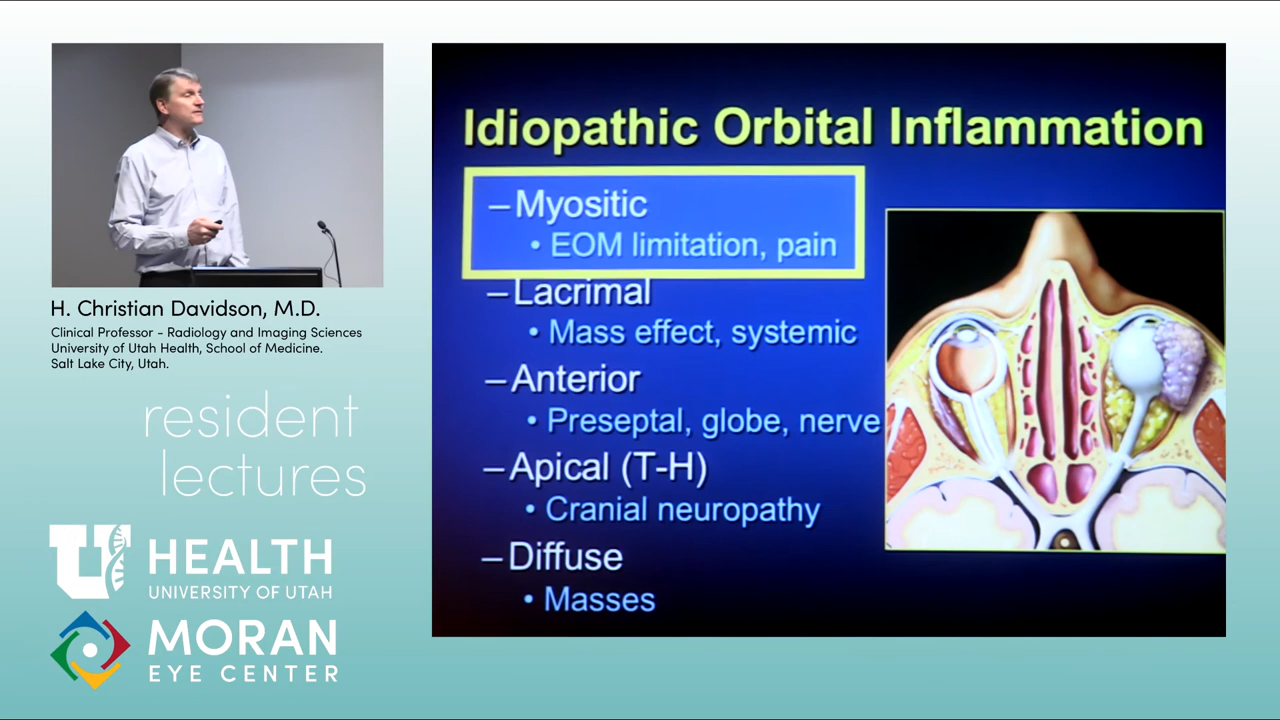 H. Christian Davidson, M.D.
Clinical Professor - Radiology and Imaging Sciences
University of Utah Health, School of Medicine.
Salt Lake City, Utah.
resident
lectures
U HEALTH
UNIVERSITY OF UTAH
MORAN
EYE CENTER
Idiopathic Orbital Inflammation
– Myositic
• EOM limitation, pain
– Lacrimal
• Mass effect, systemic
– Anterior
• Preseptal, globe, nerve
– Apical (T-H)
• Cranial neuropathy
– Diffuse
• Masses